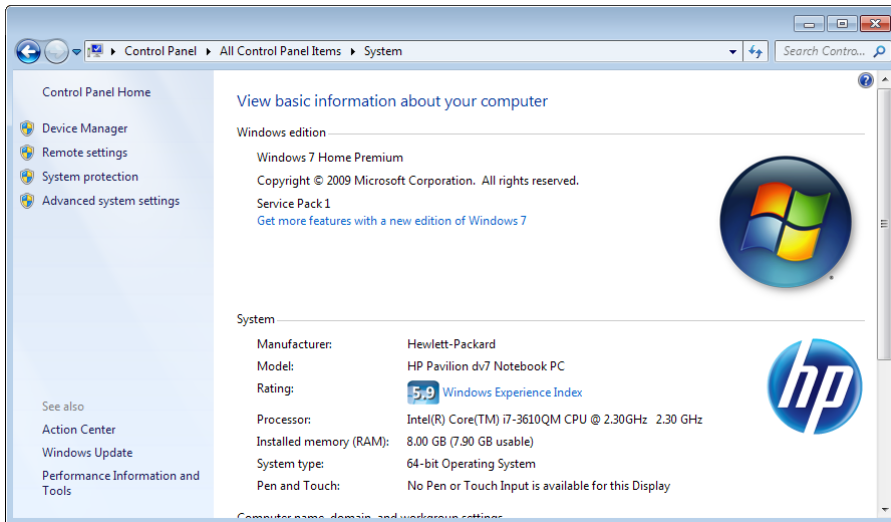 Control Panel ▸ All Control Panel Items ▸ System
Search Contro...
Control Panel Home
Device Manager
Remote settings
System protection
Advanced system settings
See also
Action Center
Windows Update
Performance Information and
Tools
View basic information about your computer
Windows edition
Windows 7 Home Premium
Copyright © 2009 Microsoft Corporation.  All rights reserved.
Service Pack 1
Get more features with a new edition of Windows 7
System
Manufacturer: Hewlett-Packard
Model: HP Pavilion dv7 Notebook PC
Rating: 5,9 Windows Experience Index
Processor: Intel(R) Core(TM) i7-3610QM CPU @ 2.30GHz  2.30 GHz
Installed memory (RAM): 8.00 GB (7.90 GB usable)
System type: 64-bit Operating System
Pen and Touch: No Pen or Touch Input is available for this Display
Computer name, domain, and workgroup settings
hp